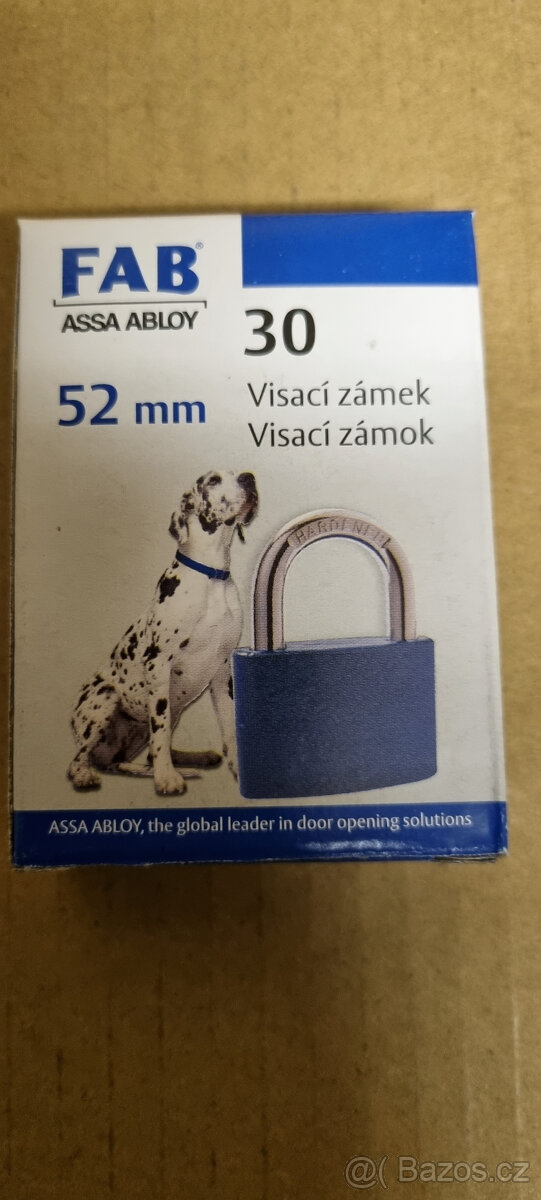 FAB®
ASSA ABLOY
30
52 mm
Visací zámek
Visací zámok
HARDENED
ASSA ABLOY, the global leader in door opening solutions
@( Bazos.cz